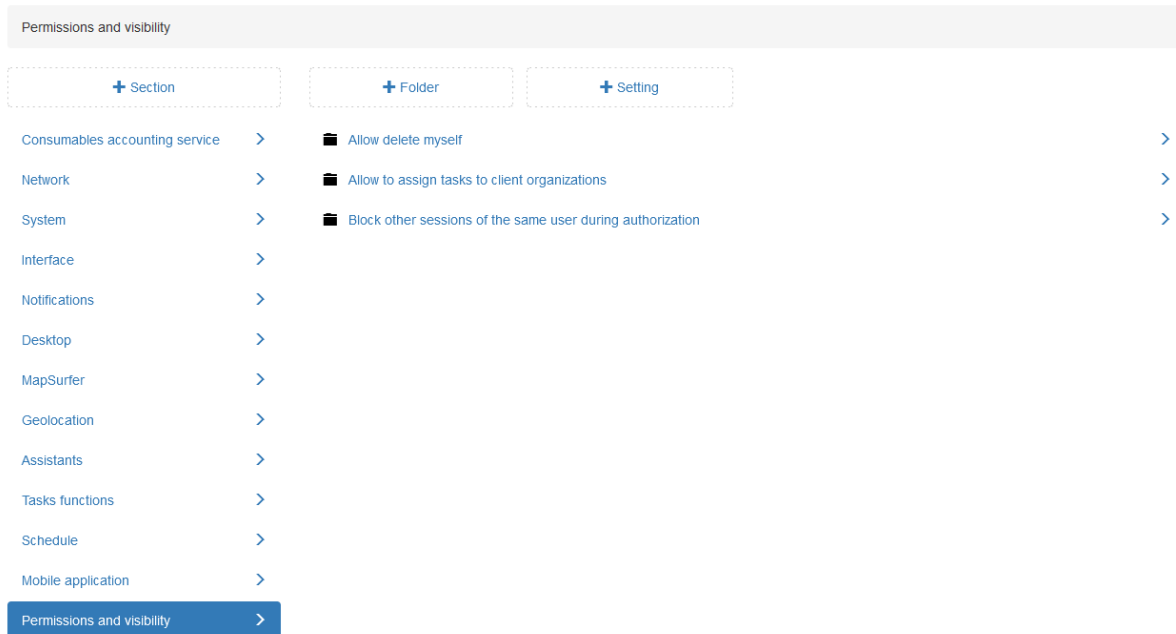 Permissions and visibility
+ Section
+ Folder
+ Setting
Consumables accounting service
Network
System
Interface
Notifications
Desktop
MapSurfer
Geolocation
Assistants
Tasks functions
Schedule
Mobile application
Permissions and visibility
Allow delete myself
Allow to assign tasks to client organizations
Block other sessions of the same user during authorization